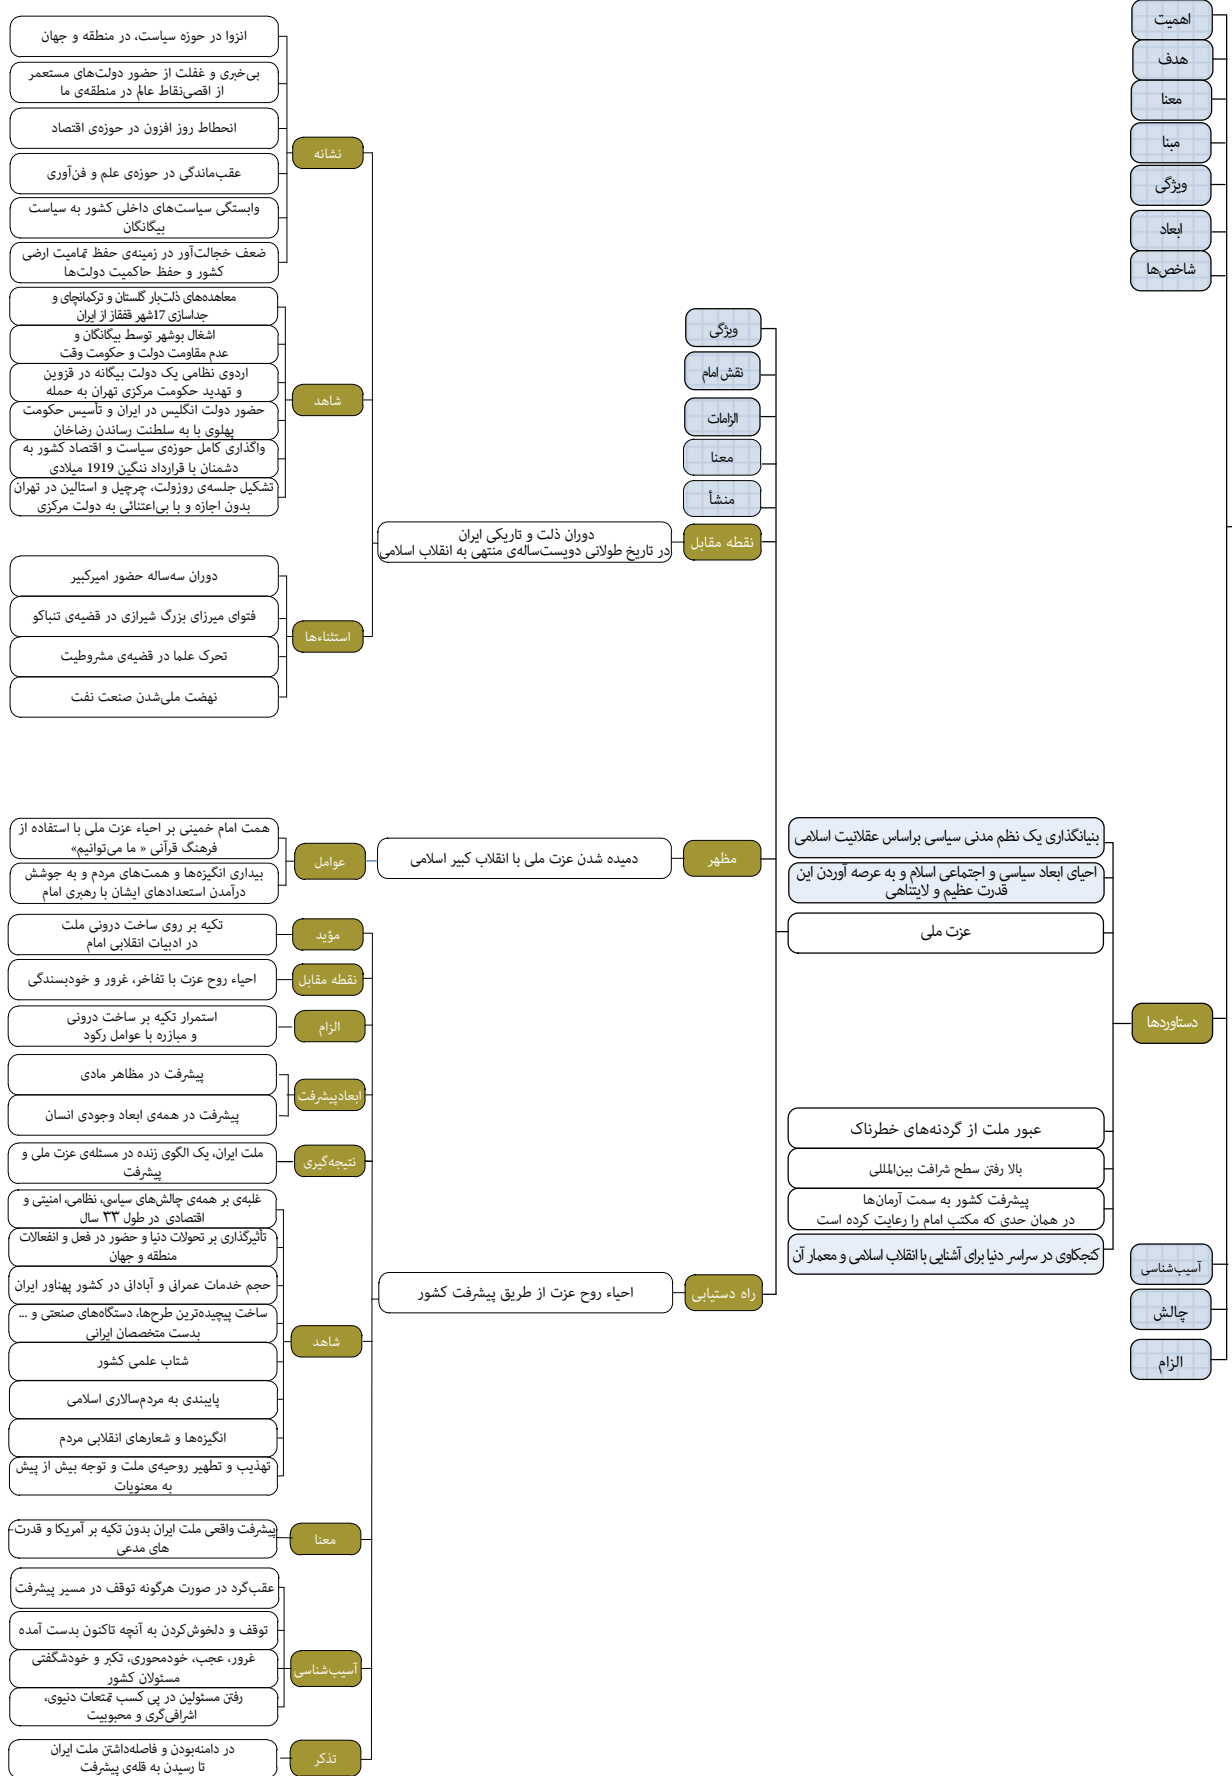 اهمیت
هدف
معنا
مبنا
ویژگی
ابعاد
شاخص‌ها
دستاوردها
آسیب‌شناسی
چالش
الزام
بنیانگذاری یک نظم مدنی سیاسی براساس عقلانیت اسلامی
احیای ابعاد سیاسی و اجتماعی اسلام و به عرصه آوردن این
قدرت عظیم و لایتناهی
عزت ملی
عبور ملت از گردنه‌های خطرناک
بالا رفتن سطح شرافت بین‌المللی
پیشرفت کشور به سمت آرمان‌ها
در همان حدی که مکتب امام را رعایت کرده است
کنجکاوی در سراسر دنیا برای آشنایی با انقلاب اسلامی و معمار آن
ویژگی
نقش امام
الزامات
معنا
منشأ
نقطه مقابل
دوران ذلت و تاریکی ایران
در تاریخ طولانی دویست‌ساله‌ی منتهی به انقلاب اسلامی
نشانه
انزوا در حوزه سیاست، در منطقه و جهان
بی‌خبری و غفلت از حضور دولت‌های مستعمر
از اقصی‌نقاط عالم در منطقه‌ی ما
انحطاط روز افزون در حوزه‌ی اقتصاد
عقب‌ماندگی در حوزه‌ی علم و فن‌آوری
وابستگی سیاست‌های داخلی کشور به سیاست
بیگانگان
ضعف خجالت‌آور در زمینه‌ی حفظ تمامیت ارضی
کشور و حفظ حاکمیت دولت‌ها
شاهد
معاهده‌های ذلت‌بار گلستان و ترکمانچای و
جداسازی 17شهر قفقاز از ایران
اشغال بوشهر توسط بیگانگان و
عدم مقاومت دولت و حکومت وقت
اردوی نظامی یک دولت بیگانه در قزوین
و تهدید حکومت مرکزی تهران به حمله
حضور دولت انگلیس در ایران و تأسیس حکومت
پهلوی با به سلطنت رساندن رضاخان
واگذاری کامل حوزه‌ی سیاست و اقتصاد کشور به
دشمنان با قرارداد ننگین 1919 میلادی
تشکیل جلسه‌ی روزولت، چرچیل و استالین در تهران
بدون اجازه و با بی‌اعتنائی به دولت مرکزی
استثناءها
دوران سه‌ساله حضور امیرکبیر
فتوای میرزای بزرگ شیرازی در قضیه‌ی تنباکو
تحرک علما در قضیه‌ی مشروطیت
نهضت ملی‌شدن صنعت نفت
مظهر
دمیده شدن عزت ملی با انقلاب کبیر اسلامی
عوامل
همت امام خمینی بر احیاء عزت ملی با استفاده از
فرهنگ قرآنی « ما می‌توانیم»
بیداری انگیزه‌ها و همت‌های مردم و به جوشش
درآمدن استعدادهای ایشان با رهبری امام
راه دستیابی
احیاء روح عزت از طریق پیشرفت کشور
مؤید
تکیه بر روی ساخت درونی ملت
در ادبیات انقلابی امام
نقطه مقابل
احیاء روح عزت با تفاخر، غرور و خودبسندگی
الزام
استمرار تکیه بر ساخت درونی
و مبارزه با عوامل رکود
ابعادپیشرفت
پیشرفت در مظاهر مادی
پیشرفت در همه‌ی ابعاد وجودی انسان
نتیجه‌گیری
ملت ایران، یک الگوی زنده در مسئله‌ی عزت ملی و
پیشرفت
شاهد
غلبه‌ی بر همه‌ی چالش‌های سیاسی، نظامی، امنیتی و
اقتصادی در طول ۳۳ سال
تأثیرگذاری بر تحولات دنیا و حضور در فعل و انفعالات
منطقه و جهان
حجم خدمات عمرانی و آبادانی در کشور پهناور ایران
ساخت پیچیده‌ترین طرح‌ها، دستگاه‌های صنعتی و ...
بدست متخصصان ایرانی
شتاب علمی کشور
پایبندی به مردم‌سالاری اسلامی
انگیزه‌ها و شعارهای انقلابی مردم
تهذیب و تطهیر روحیه‌ی ملت و توجه بیش از پیش
به معنویات
معنا
پیشرفت واقعی ملت ایران بدون تکیه بر آمریکا و قدرت-
های مدعی
آسیب‌شناسی
عقب‌گرد در صورت هرگونه توقف در مسیر پیشرفت
توقف و دلخوش‌کردن به آنچه تاکنون بدست آمده
غرور، عجب، خودمحوری، تکبر و خودشگفتی
مسئولان کشور
رفتن مسئولین در پی کسب تمتعات دنیوی،
اشرافی‌گری و محبوبیت
تذکر
در دامنه‌بودن و فاصله‌داشتن ملت ایران
تا رسیدن به قله‌ی پیشرفت